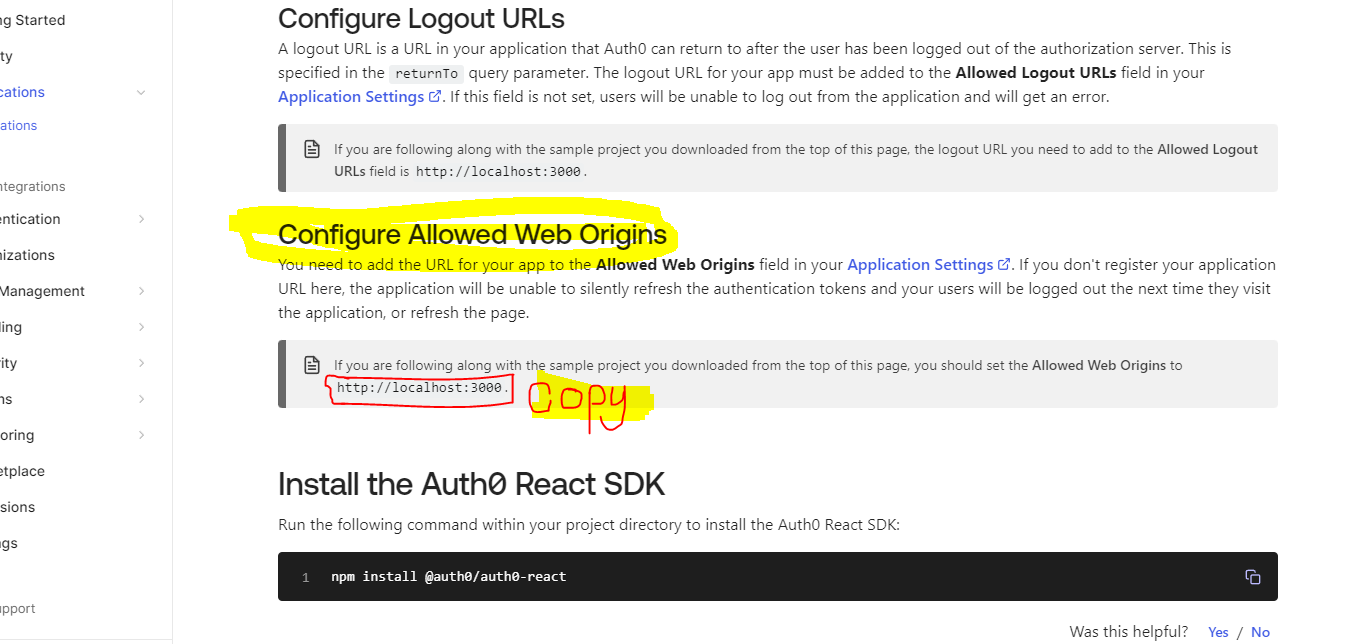 ng Started
ty
cations
ations
ntegrations
entication
nizations
Management
ling
rity
ns
oring
etplace
sions
ngs
upport
Configure Logout URLs
A logout URL is a URL in your application that Auth0 can return to after the user has been logged out of the authorization server. This is
specified in the returnTo query parameter. The logout URL for your app must be added to the Allowed Logout URLs field in your
Application Settings. If this field is not set, users will be unable to log out from the application and will get an error.
If you are following along with the sample project you downloaded from the top of this page, the logout URL you need to add to the Allowed Logout
URLs field is http://localhost:3000.
Configure Allowed Web Origins
You need to add the URL for your app to the Allowed Web Origins field in your Application Settings. If you don't register your application
URL here, the application will be unable to silently refresh the authentication tokens and your users will be logged out the next time they visit
the application, or refresh the page.
If you are following along with the sample project you downloaded from the top of this page, you should set the Allowed Web Origins to
http://localhost:3000. copy
Install the Auth0 React SDK
Run the following command within your project directory to install the Auth0 React SDK:
1 npm install @auth0/auth0-react
Was this helpful? Yes / No